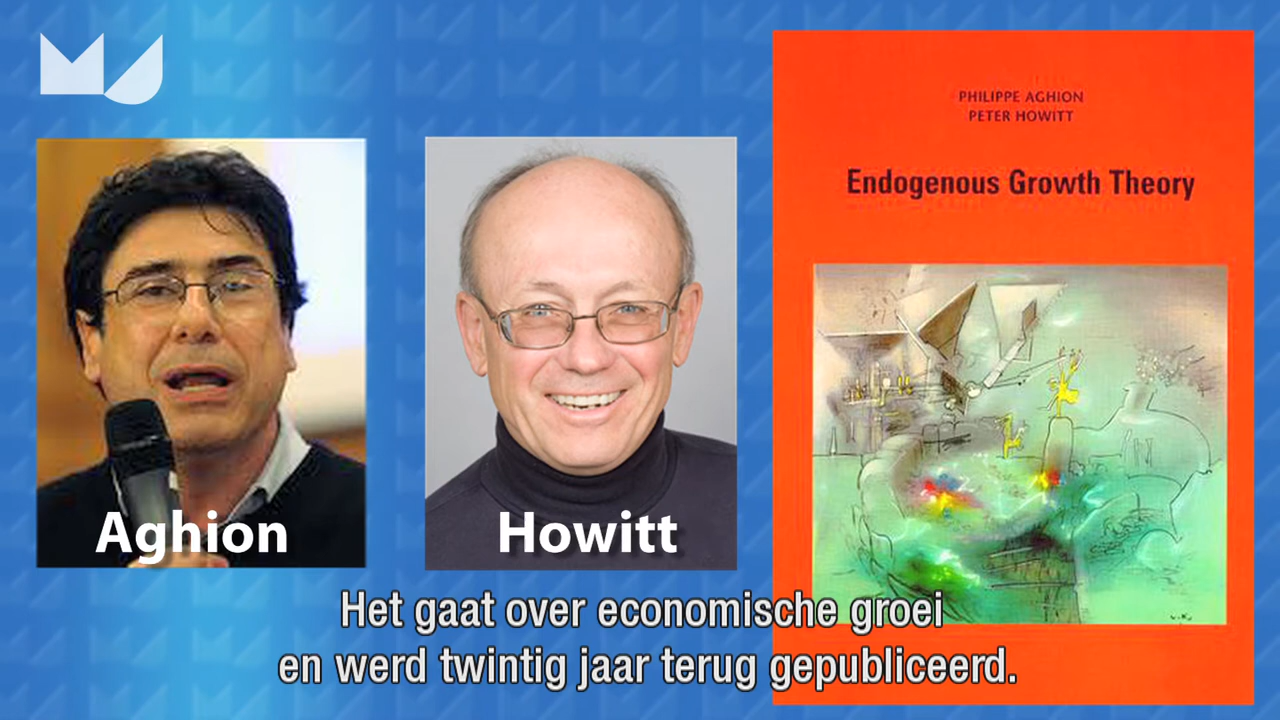 Aghion
Howitt
PHILIPPE AGHION
PETER HOWITT
Endogenous Growth Theory
Het gaat over economische groei
en werd twintig jaar terug gepubliceerd.